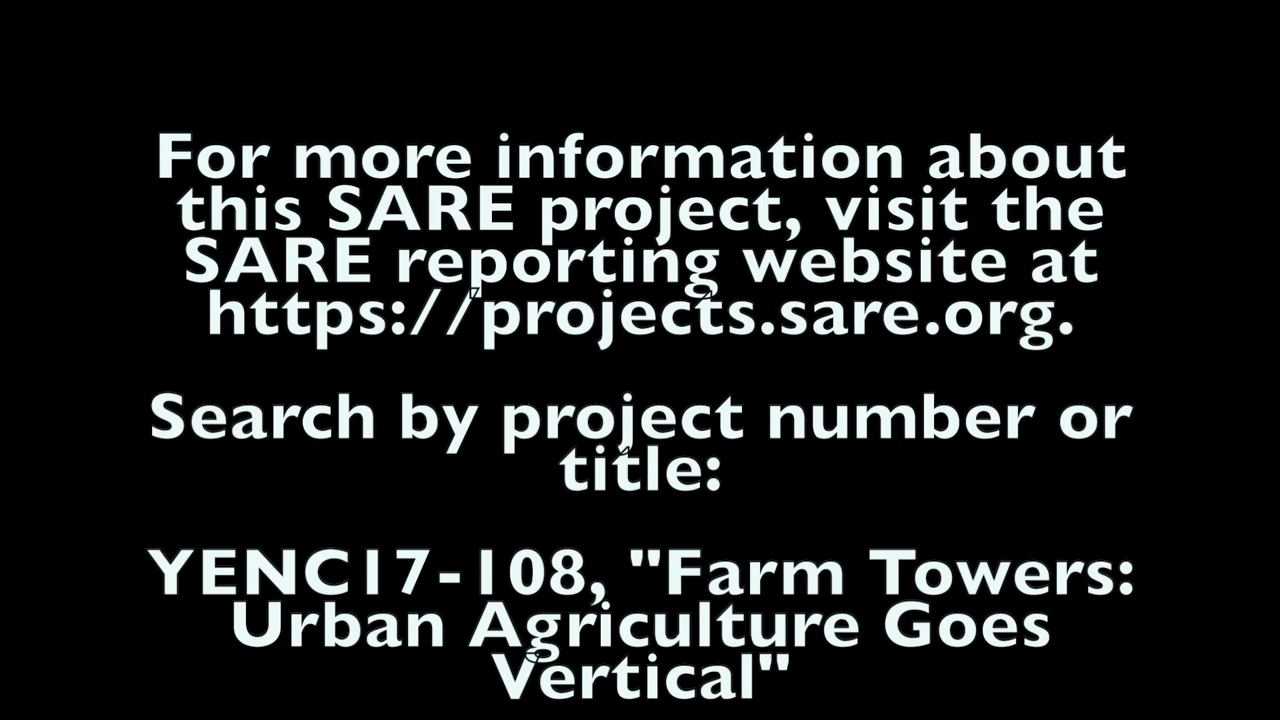 For more information about
this SARE project, visit the
SARE reporting website at
https://projects.sare.org.
Search by project number or
title:
YENC17-108, "Farm Towers:
Urban Agriculture Goes
Vertical"